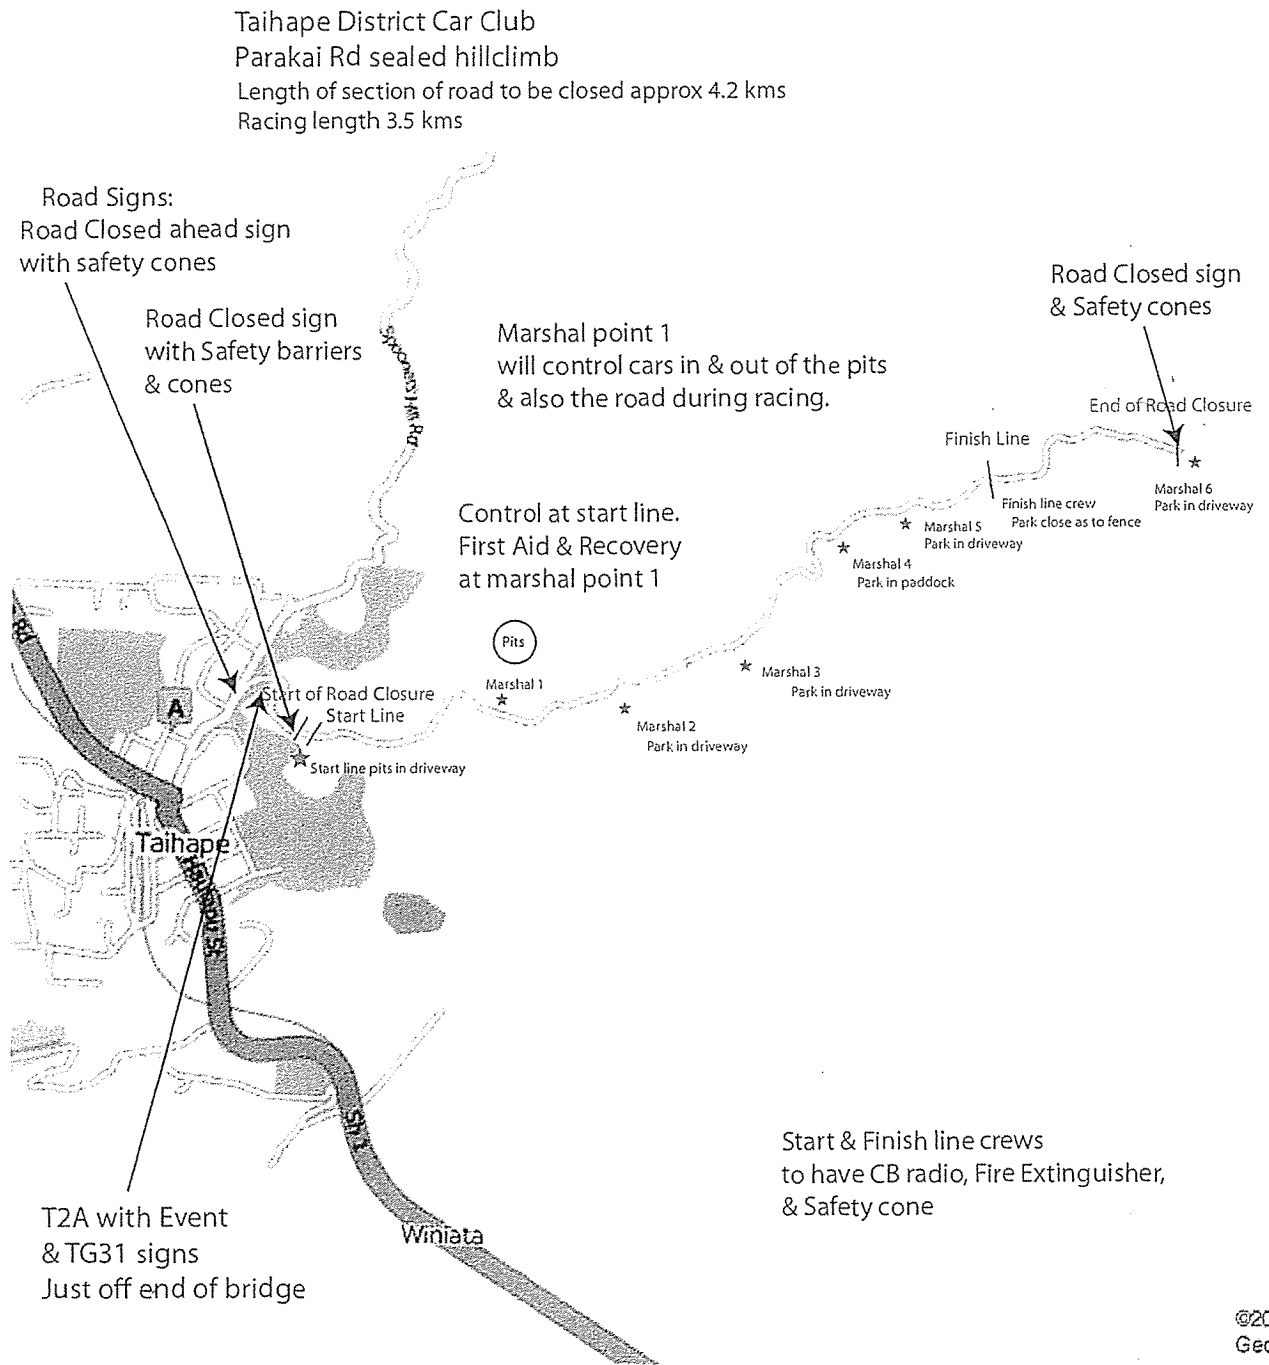 Taihape District Car Club
Parakai Rd sealed hillclimb
Length of section of road to be closed approx 4.2 kms
Racing length 3.5 kms
Road Signs:
Road Closed ahead sign
with safety cones
Road Closed sign
with Safety barriers
& cones
Spooners Hill Rd
Marshal point 1
will control cars in & out of the pits
& also the road during racing.
Road Closed sign
& Safety cones
End of Road Closure
Finish Line
Marshal 6
Park in driveway
Finish line crew
Park close as to fence
Marshal 5
Park in driveway
Marshal 4
Park in paddock
Control at start line.
First Aid & Recovery
at marshal point 1
Pits
Marshal 1
Marshal 3
Park in driveway
Marshal 2
Park in driveway
Rd
A
Start of Road Closure
Start Line
Start line pits in driveway
Taihape
Hautapu St
Sh 1
Winiata
Start & Finish line crews
to have CB radio, Fire Extinguisher,
& Safety cone
T2A with Event
& TG31 signs
Just off end of bridge
©20
Geo